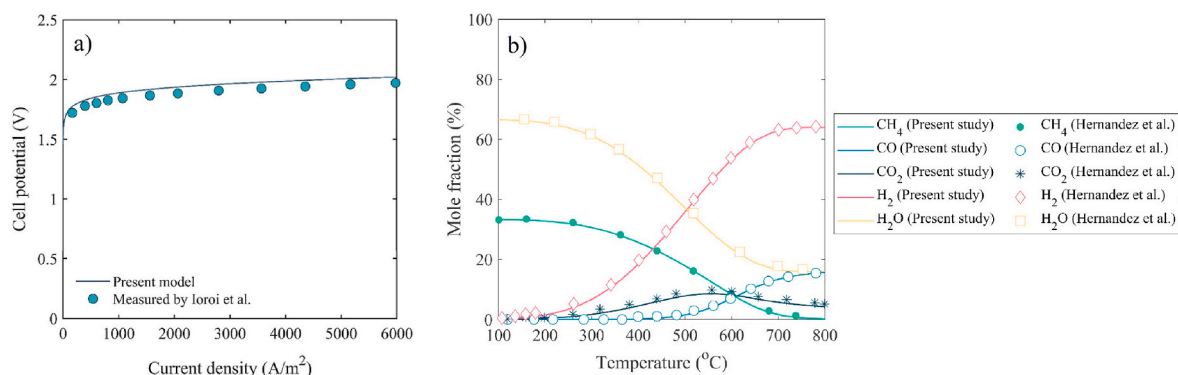 a)
Cell potential (V)
2.5
2
1.5
1
0.5
0
Present model
Measured by Ioroi et al.
0 1000 2000 3000 4000 5000 6000
Current density (A/m²)
b)
Mole fraction (%)
100
80
60
40
20
0
100 200 300 400 500 600 700 800
Temperature (°C)
CH₄ (Present study) CH₄ (Hernandez et al.)
CO (Present study) CO (Hernandez et al.)
CO₂ (Present study) CO₂ (Hernandez et al.)
H₂ (Present study) H₂ (Hernandez et al.)
H₂O (Present study) H₂O (Hernandez et al.)